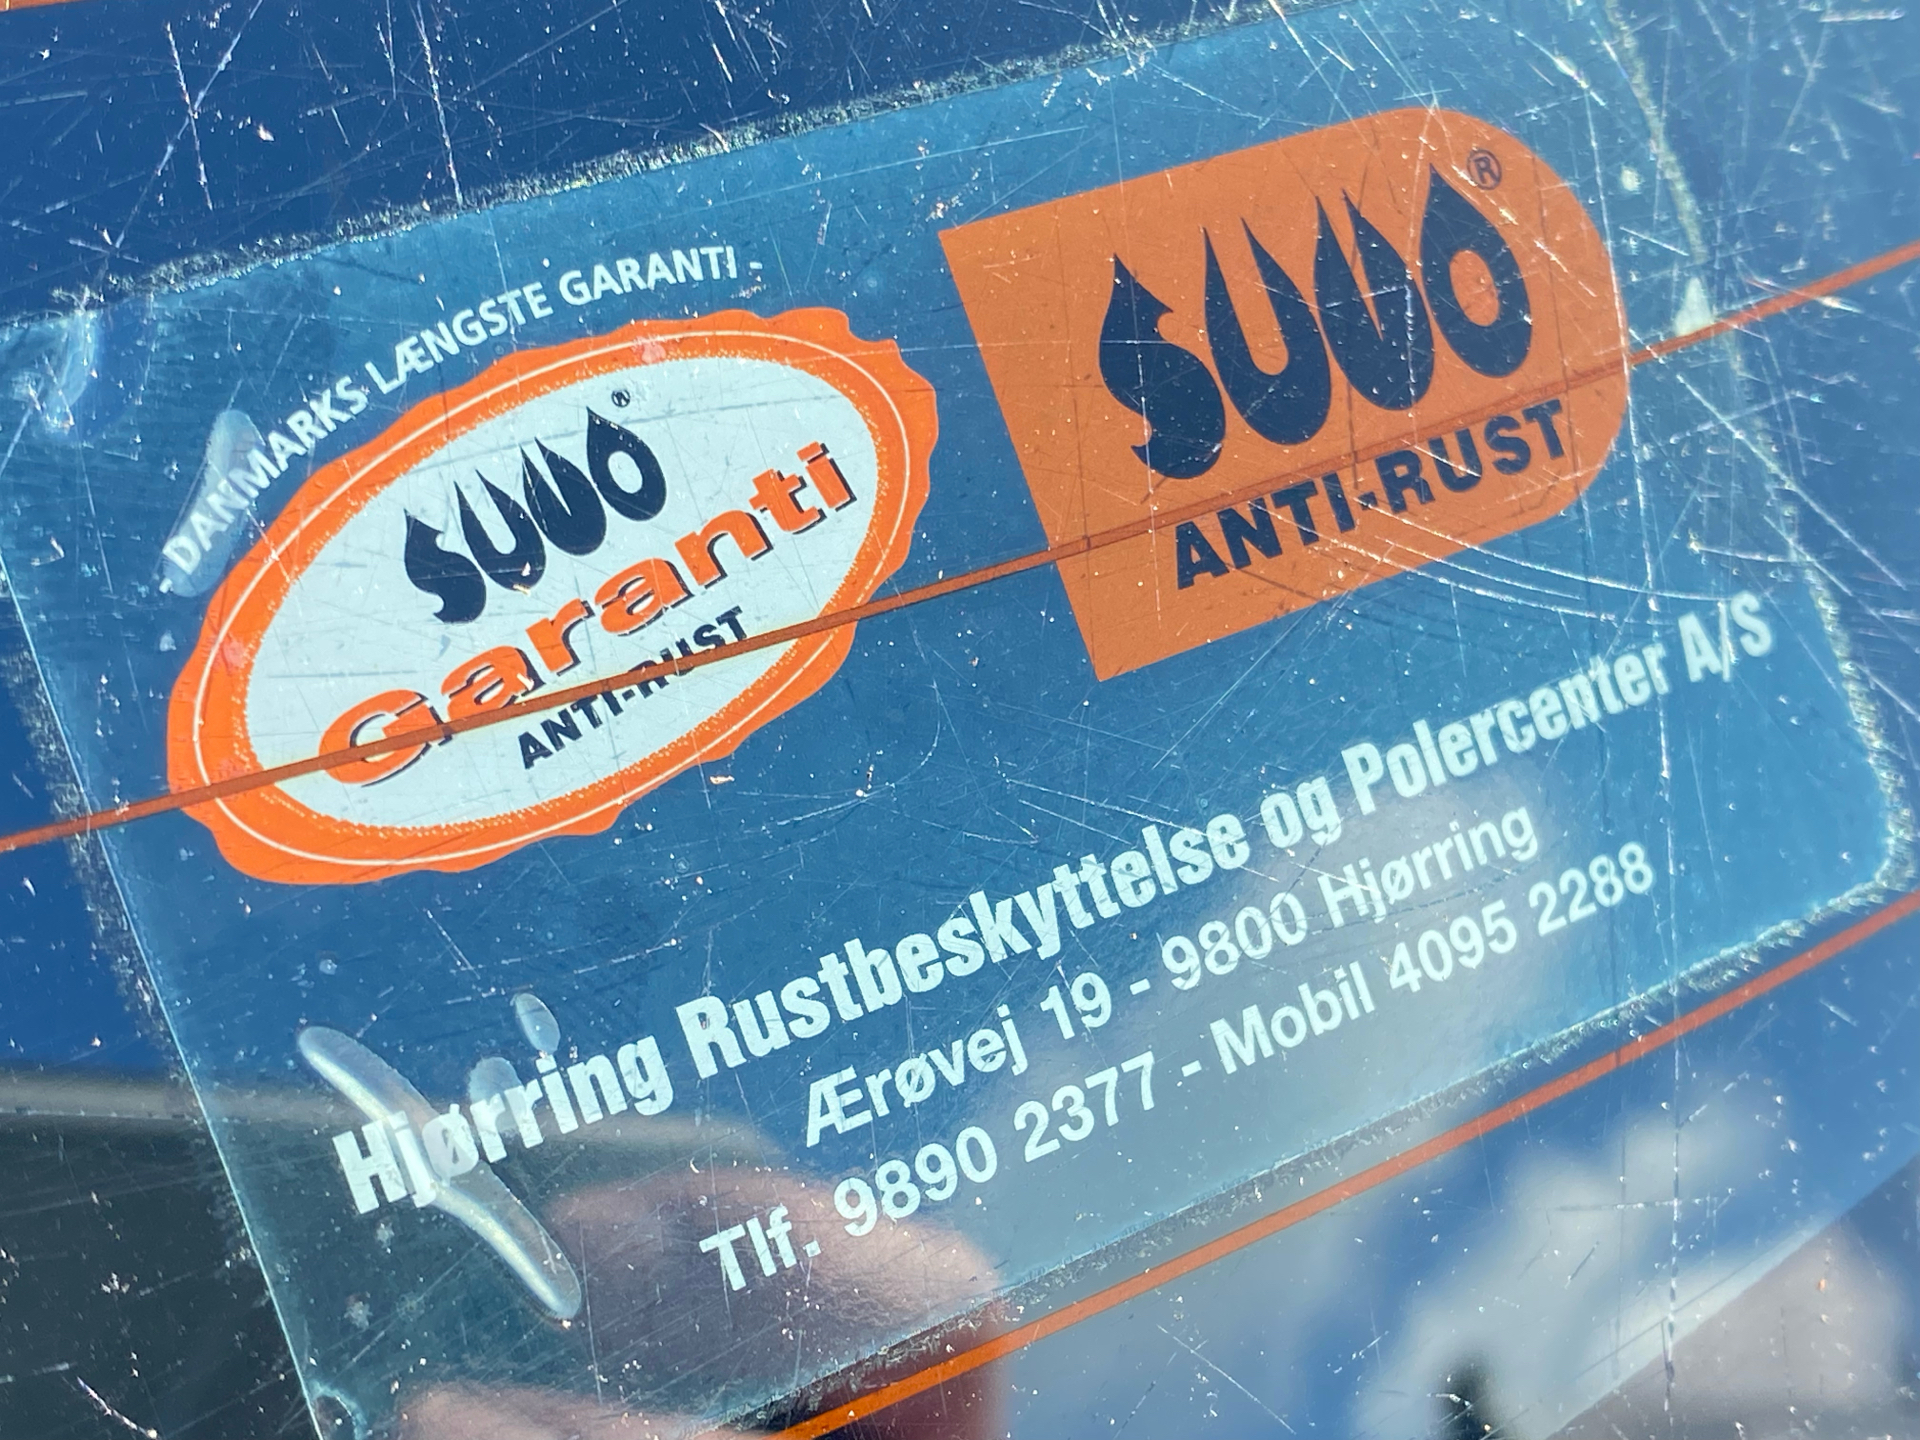 - DANMARKS LÆNGSTE GARANTI -
SUVO®
Garanti
ANTI-RUST
SUVO®
ANTI-RUST
Hjørring Rustbeskyttelse og Polercenter A/S
Ærøvej 19 - 9800 Hjørring
Tlf. 9890 2377 - Mobil 4095 2288